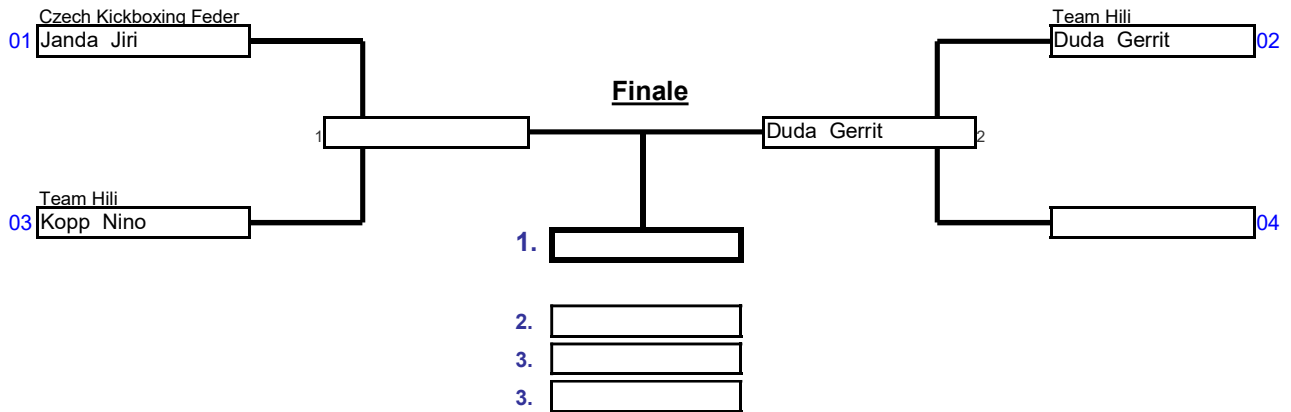 Czech Kickboxing Feder
01 Janda Jiri
Team Hili
Duda Gerrit 02
Finale
1
Duda Gerrit 2
Team Hili
03 Kopp Nino
04
1.
2.
3.
3.